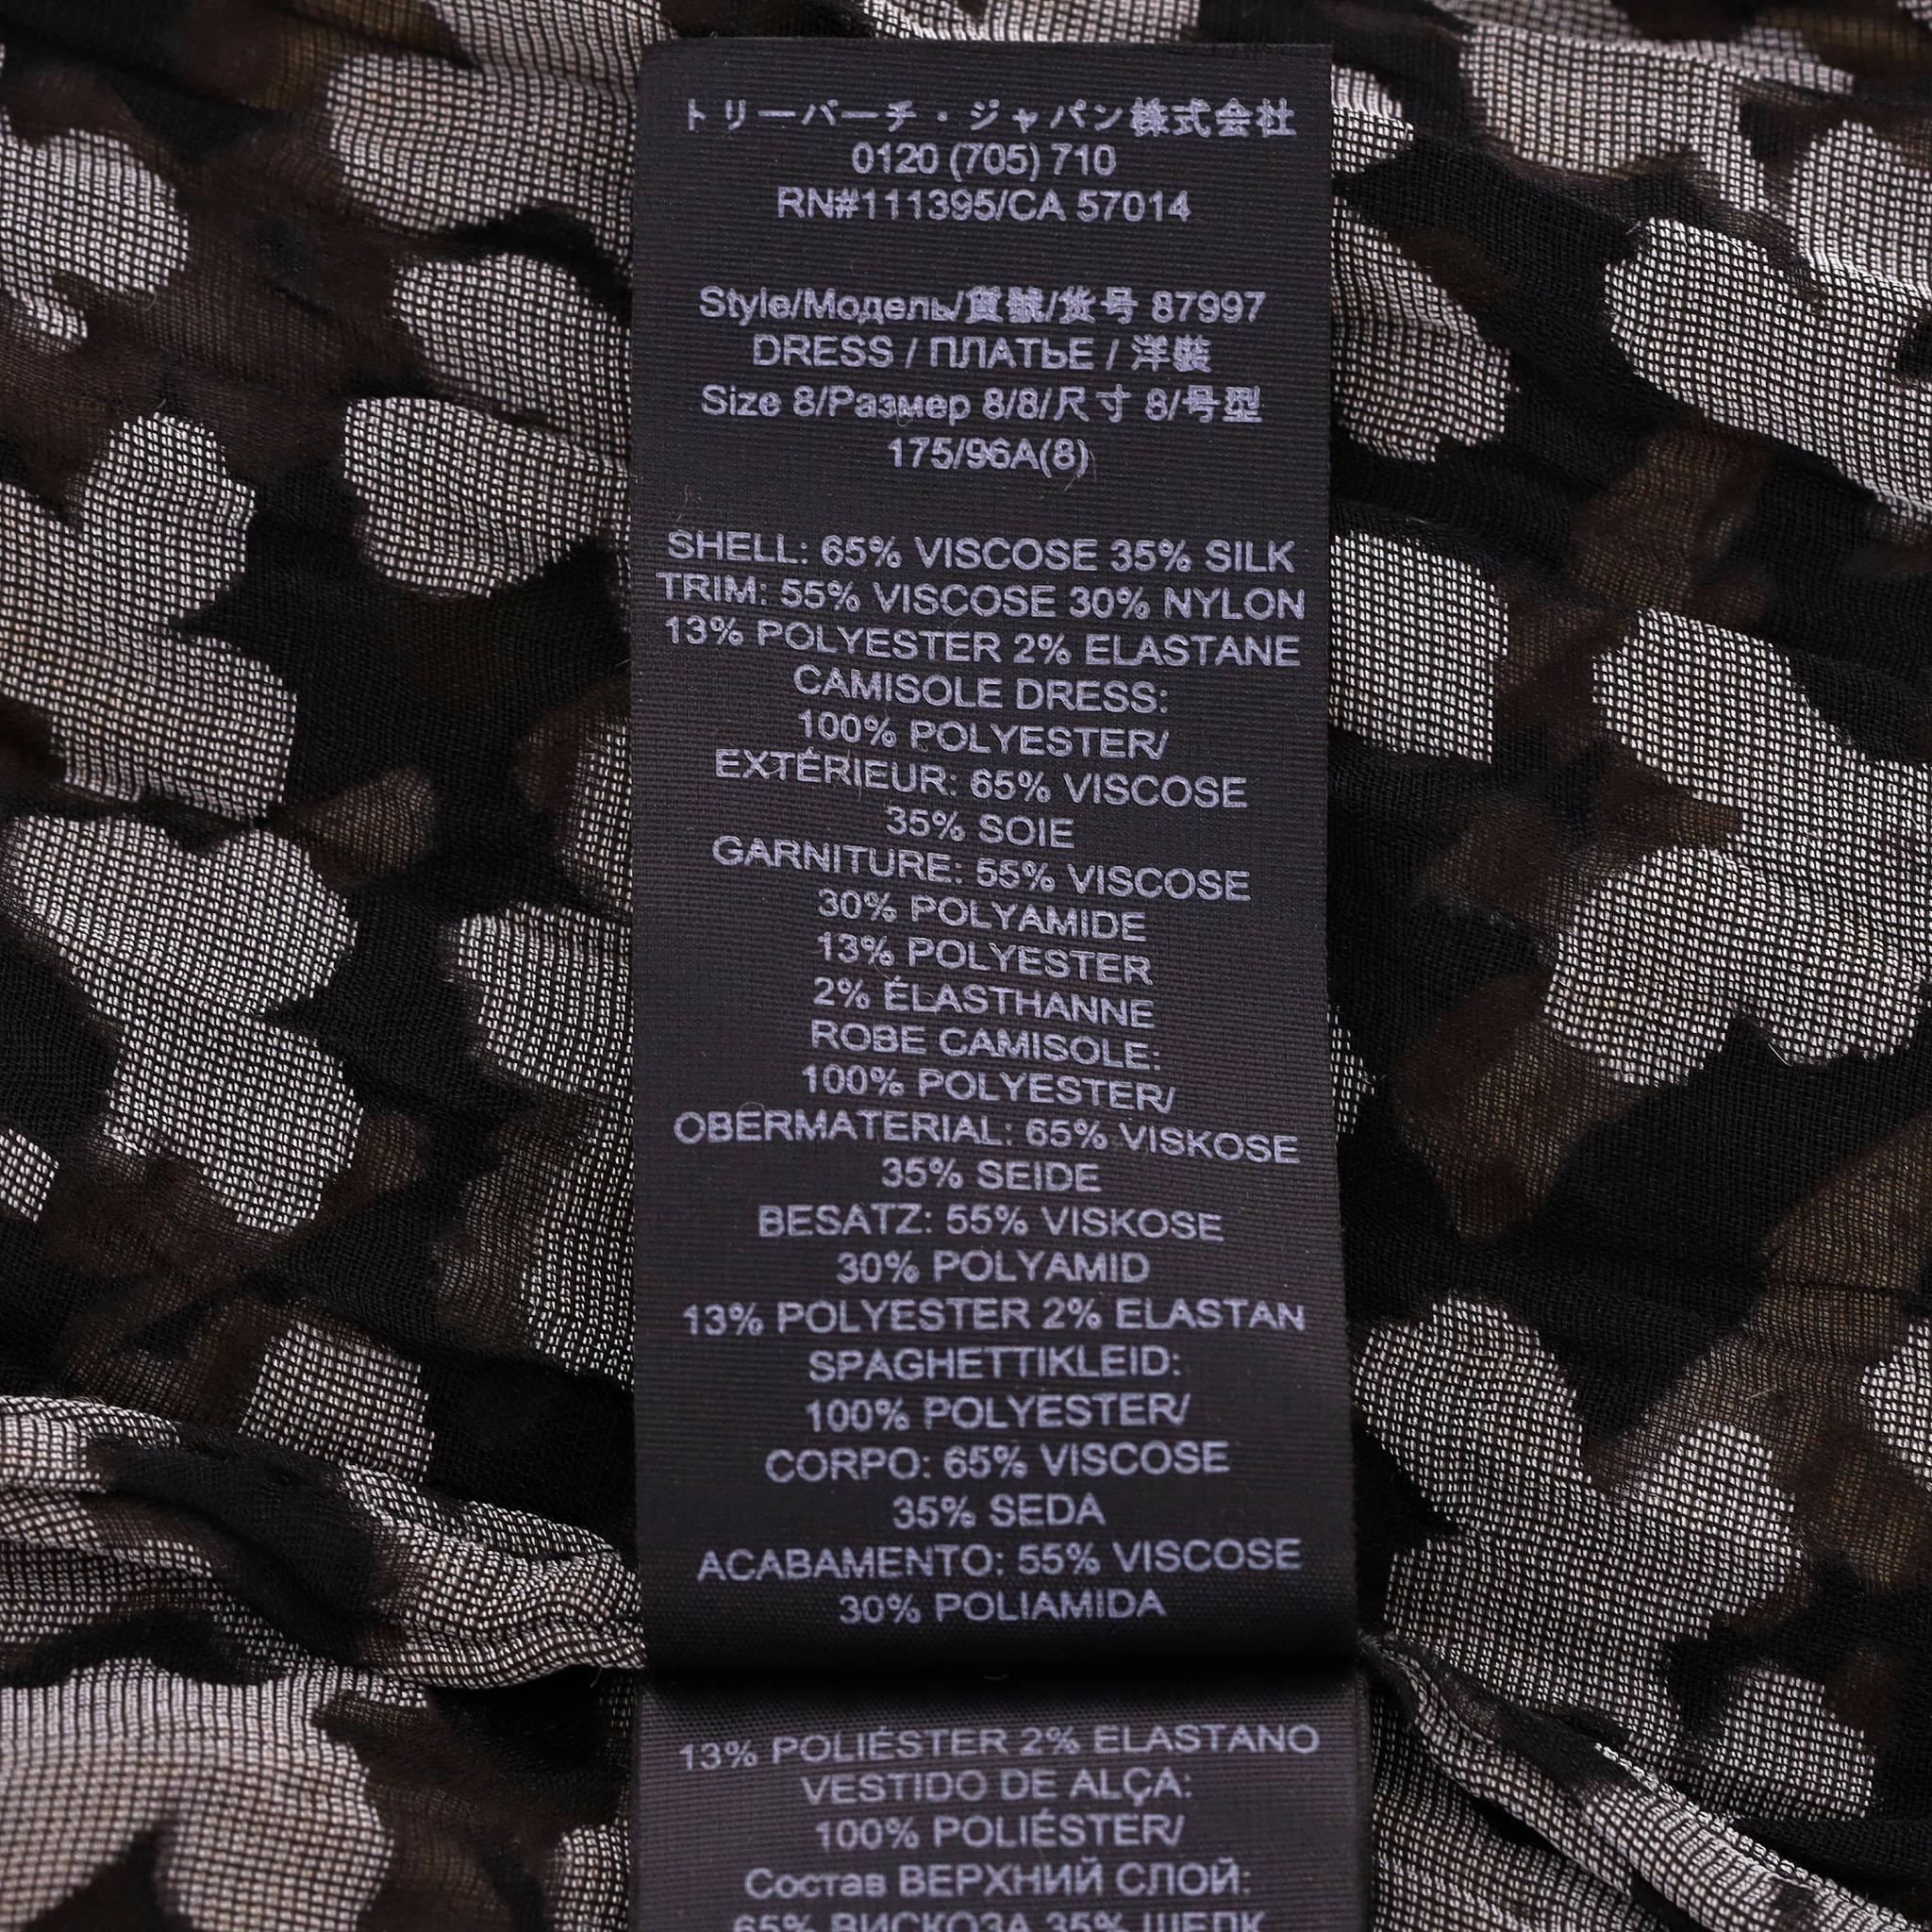 トリーバーチ・ジャパン株式会社
0120 (705) 710
RN#111395/CA 57014
Style/Модель/貨號/货号 87997
DRESS / ПЛАТЬЕ / 洋裝
Size 8/Размер 8/8/尺寸 8/号型
175/96A(8)
SHELL: 65% VISCOSE 35% SILK
TRIM: 55% VISCOSE 30% NYLON
13% POLYESTER 2% ELASTANE
CAMISOLE DRESS:
100% POLYESTER/
EXTÉRIEUR: 65% VISCOSE
35% SOIE
GARNITURE: 55% VISCOSE
30% POLYAMIDE
13% POLYESTER
2% ÉLASTHANNE
ROBE CAMISOLE:
100% POLYESTER/
OBERMATERIAL: 65% VISKOSE
35% SEIDE
BESATZ: 55% VISKOSE
30% POLYAMID
13% POLYESTER 2% ELASTAN
SPAGHETTIKLEID:
100% POLYESTER/
CORPO: 65% VISCOSE
35% SEDA
ACABAMENTO: 55% VISCOSE
30% POLIAMIDA
13% POLIÉSTER 2% ELASTANO
VESTIDO DE ALÇA:
100% POLIÉSTER/
Состав ВЕРХНИЙ СЛОЙ:
65% ВИСКОЗА 35% ШЕЛК